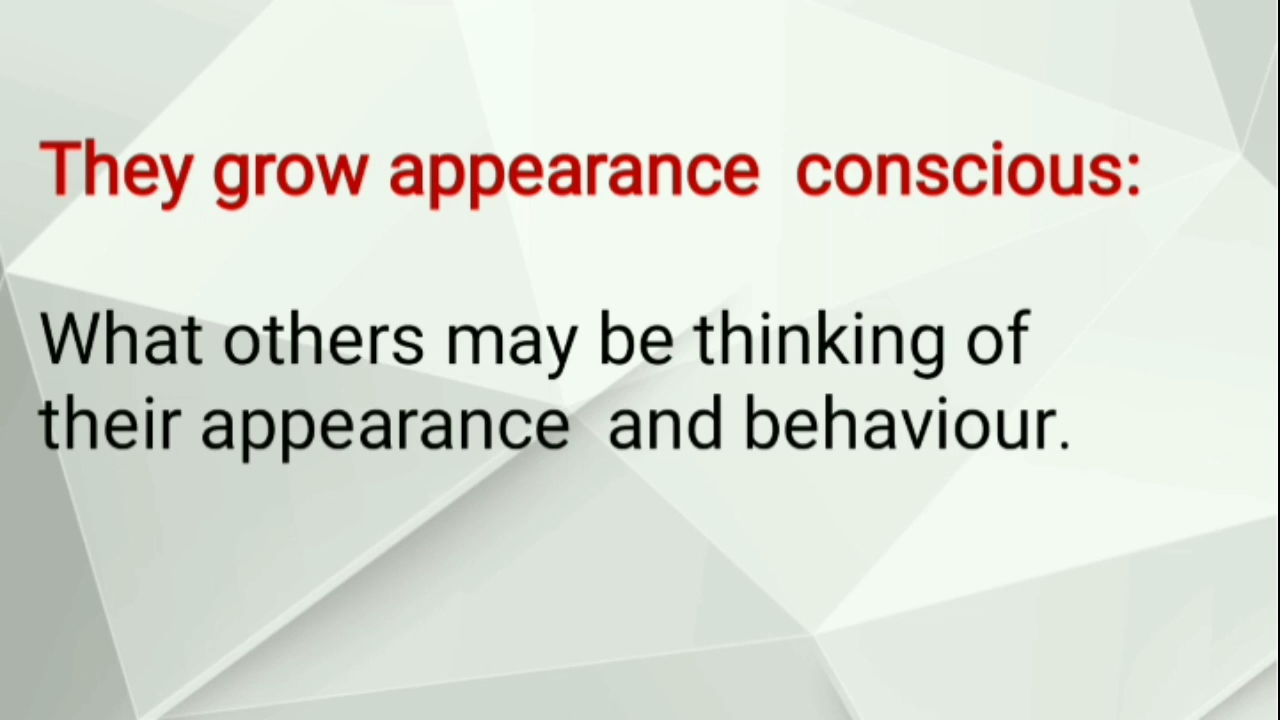 They grow appearance conscious:
What others may be thinking of
their appearance and behaviour.